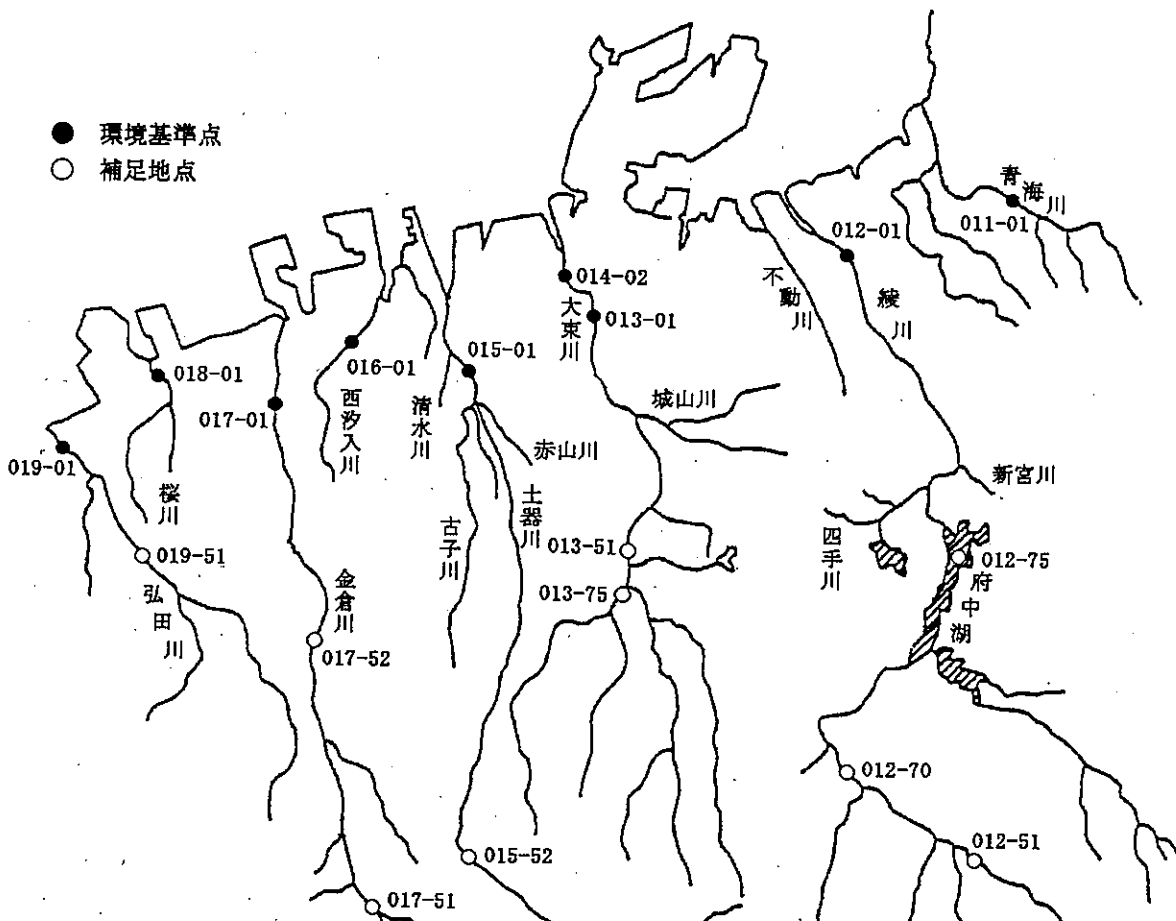 ● 環境基準点
○ 補足地点
青海川
011-01
012-01
014-02
不動川
綾川
大束川
013-01
016-01
015-01
018-01
017-01
西汐入川
清水川
城山川
赤山川
019-01
桜川
新宮川
土器川
古子川
四手川
019-51
013-51
012-75
府中湖
弘田川
金倉川
013-75
017-52
012-70
012-51
015-52
017-51